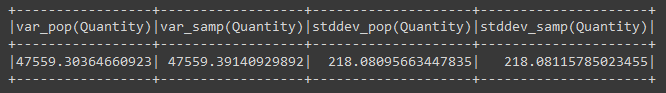 +-----------------+------------------+--------------------+--------------------+
|var_pop(Quantity)|var_samp(Quantity)|stddev_pop(Quantity)|stddev_samp(Quantity)|
+-----------------+------------------+--------------------+--------------------+
|47559.30364660923| 47559.39140929892|  218.08095663447835|   218.08115785023455|
+-----------------+------------------+--------------------+--------------------+